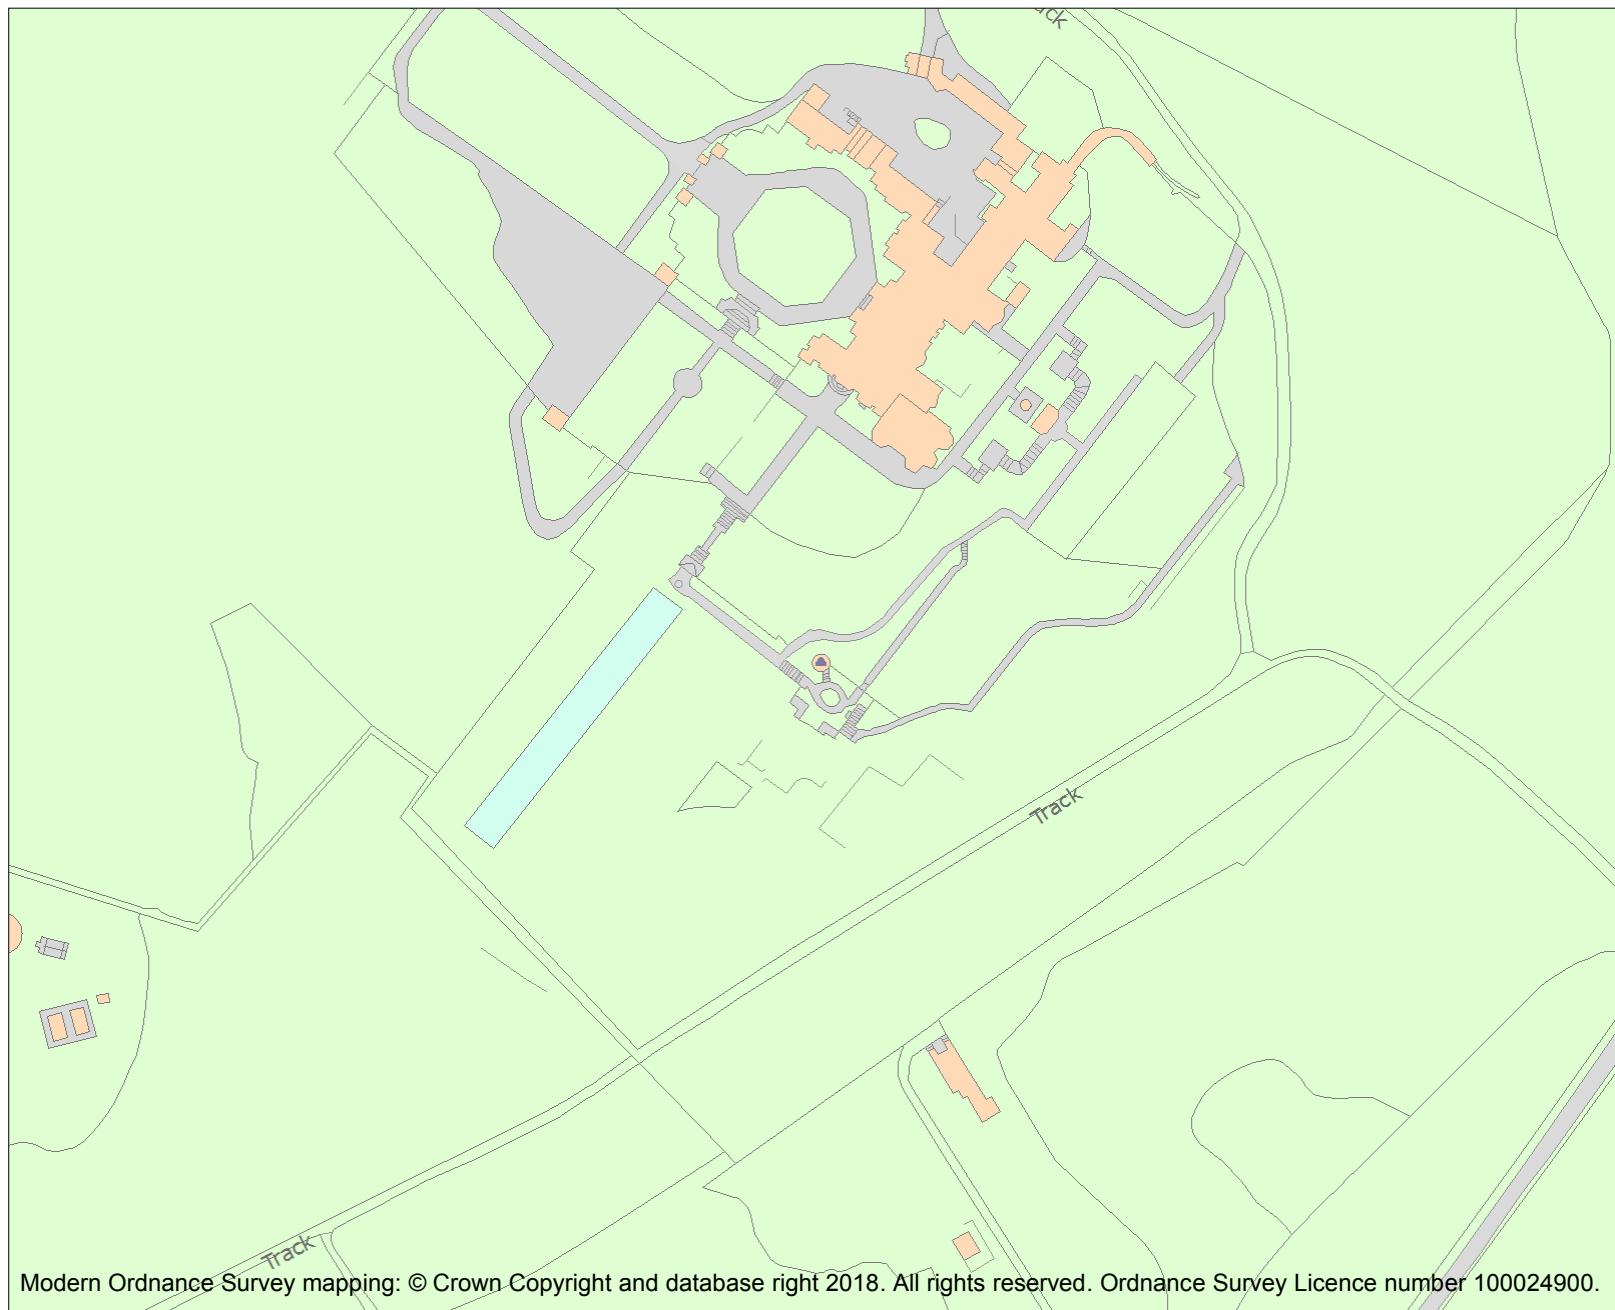 Track
Track
Modern Ordnance Survey mapping: © Crown Copyright and database right 2018. All rights reserved. Ordnance Survey Licence number 100024900.